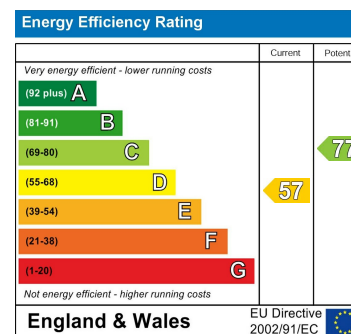 Energy Efficiency Rating
Current
Potent
Very energy efficient - lower running costs
(92 plus) A
(81-91) B
(69-80) C
77
(55-68) D
57
(39-54) E
(21-38) F
(1-20) G
Not energy efficient - higher running costs
England & Wales
EU Directive
2002/91/EC